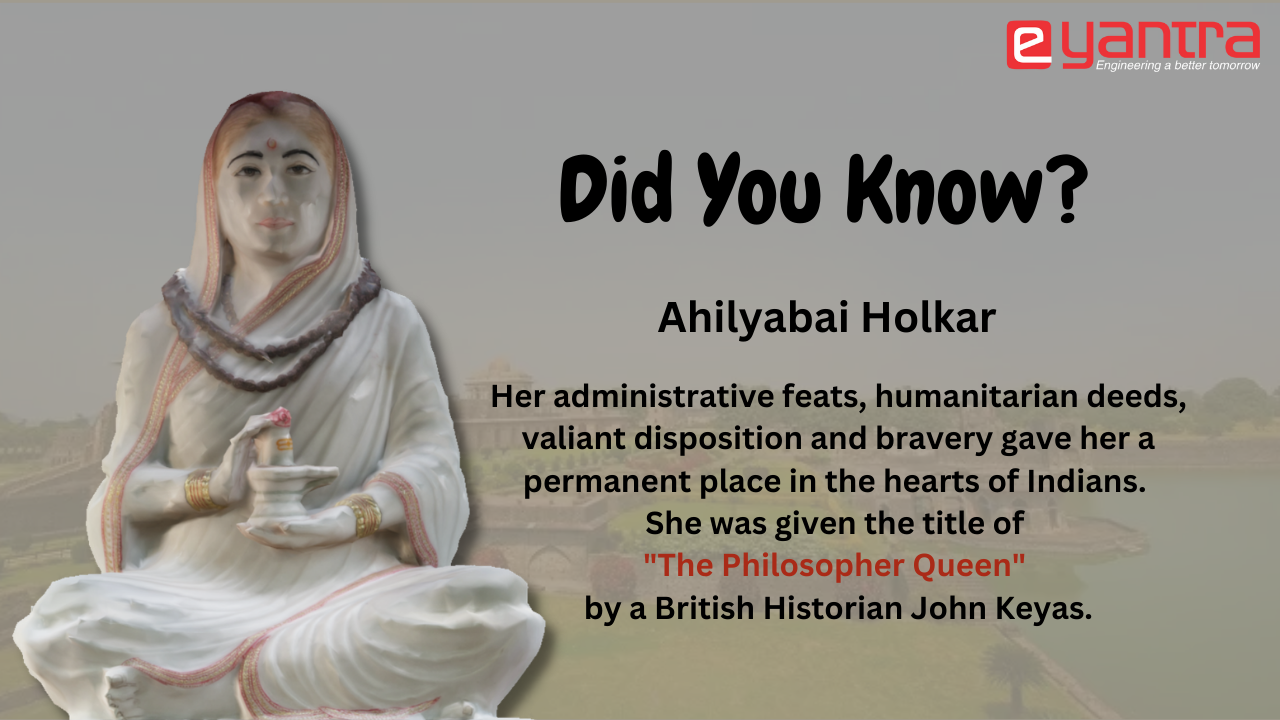 e yantra
Engineering a better tomorrow
Did You Know?
Ahilyabai Holkar
Her administrative feats, humanitarian deeds,
valiant disposition and bravery gave her a
permanent place in the hearts of Indians.
She was given the title of
"The Philosopher Queen"
by a British Historian John Keyas.